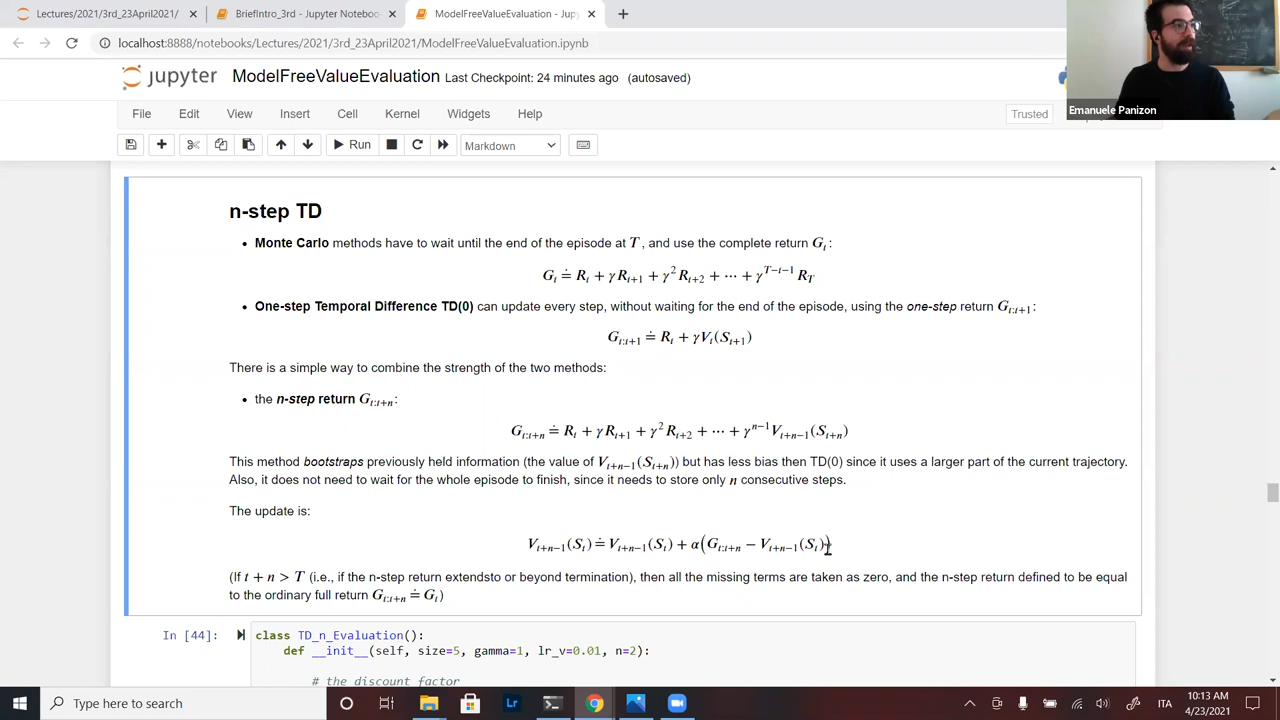 Lectures/2021/3rd_23April2021/
BriefIntro_3rd - Jupyter Noteboo
ModelFreeValueEvaluation - Jupy
localhost:8888/notebooks/Lectures/2021/3rd_23April2021/ModelFreeValueEvaluation.ipynb
jupyter ModelFreeValueEvaluation Last Checkpoint: 24 minutes ago (autosaved)
Emanuele Panizon
File Edit View Insert Cell Kernel Widgets Help
Trusted
Run Markdown
n-step TD
• Monte Carlo methods have to wait until the end of the episode at T , and use the complete return G_t:
G_t ≐ R_t + γR_{t+1} + γ^2 R_{t+2} + ⋯ + γ^{T−t−1} R_T
• One-step Temporal Difference TD(0) can update every step, without waiting for the end of the episode, using the one-step return G_{t:t+1}:
G_{t:t+1} ≐ R_t + γV_t(S_{t+1})
There is a simple way to combine the strength of the two methods:
• the n-step return G_{t:t+n}:
G_{t:t+n} ≐ R_t + γR_{t+1} + γ^2 R_{t+2} + ⋯ + γ^{n−1} V_{t+n−1}(S_{t+n})
This method bootstraps previously held information (the value of V_{t+n−1}(S_{t+n})) but has less bias then TD(0) since it uses a larger part of the current trajectory.
Also, it does not need to wait for the whole episode to finish, since it needs to store only n consecutive steps.
The update is:
V_{t+n−1}(S_t) ≐ V_{t+n−1}(S_t) + α(G_{t:t+n} − V_{t+n−1}(S_t))
(If t + n > T (i.e., if the n-step return extendsto or beyond termination), then all the missing terms are taken as zero, and the n-step return defined to be equal
to the ordinary full return G_{t:t+n} ≐ G_t)
In [44]: class TD_n_Evaluation():
def __init__(self, size=5, gamma=1, lr_v=0.01, n=2):
# the discount factor
Type here to search
ITA
10:13 AM
4/23/2021